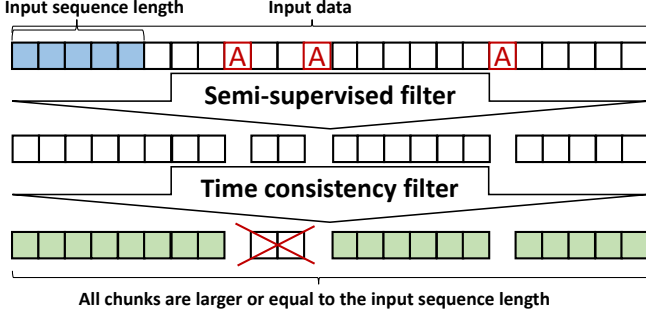 Input sequence length
Input data
A A A
Semi-supervised filter
Time consistency filter
All chunks are larger or equal to the input sequence length